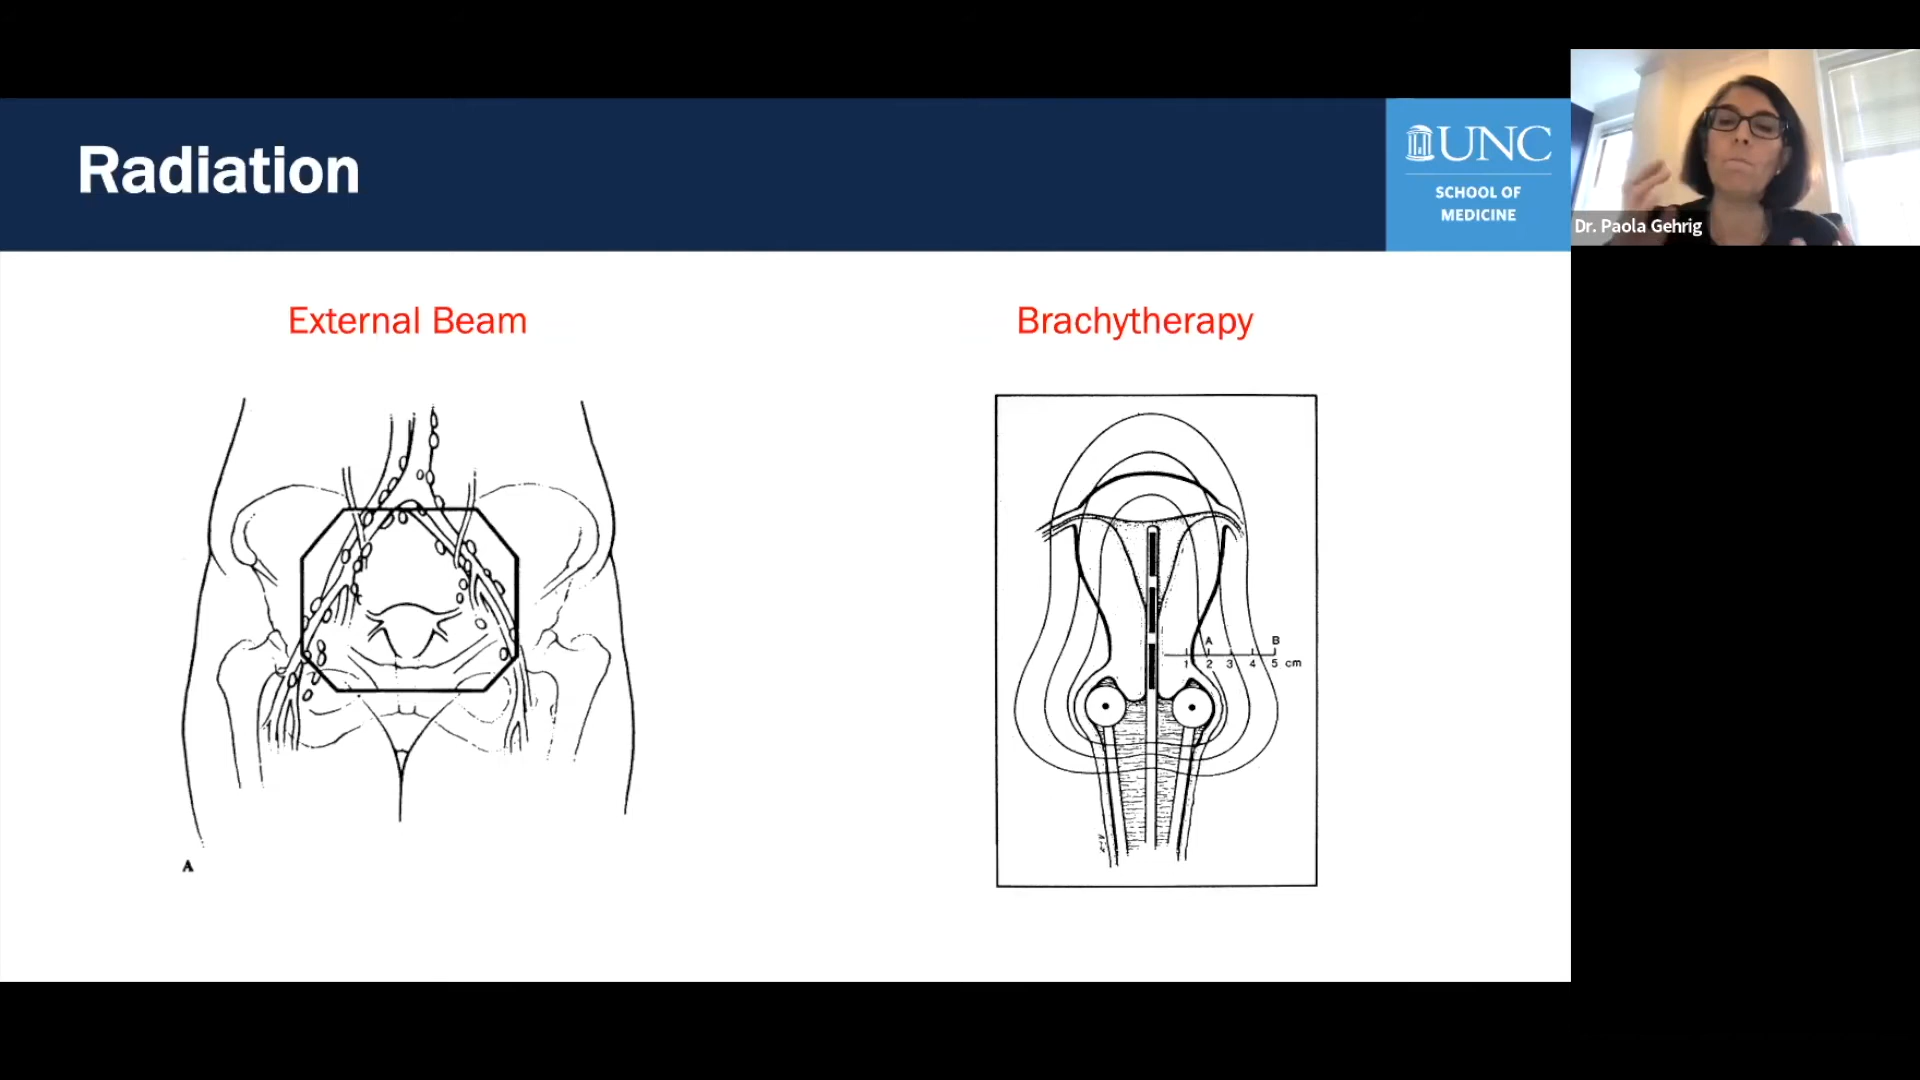 Radiation
UNC
SCHOOL OF
MEDICINE
Dr. Paola Gehrig
External Beam
Brachytherapy
A
A B
1 2 3 4 5 cm